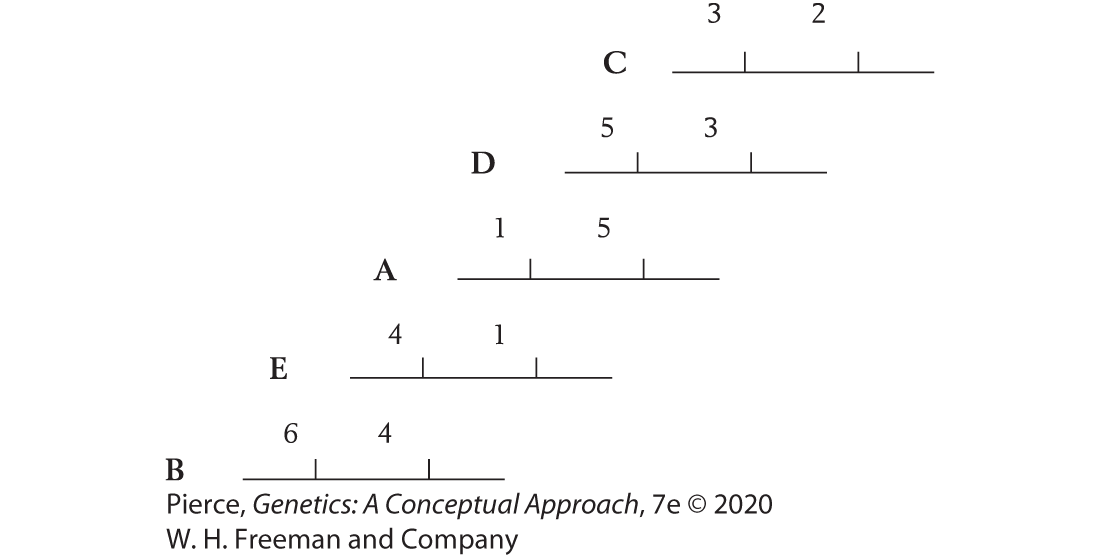 3 2
C
5 3
D
1 5
A
4 1
E
6 4
B
Pierce, Genetics: A Conceptual Approach, 7e © 2020
W. H. Freeman and Company